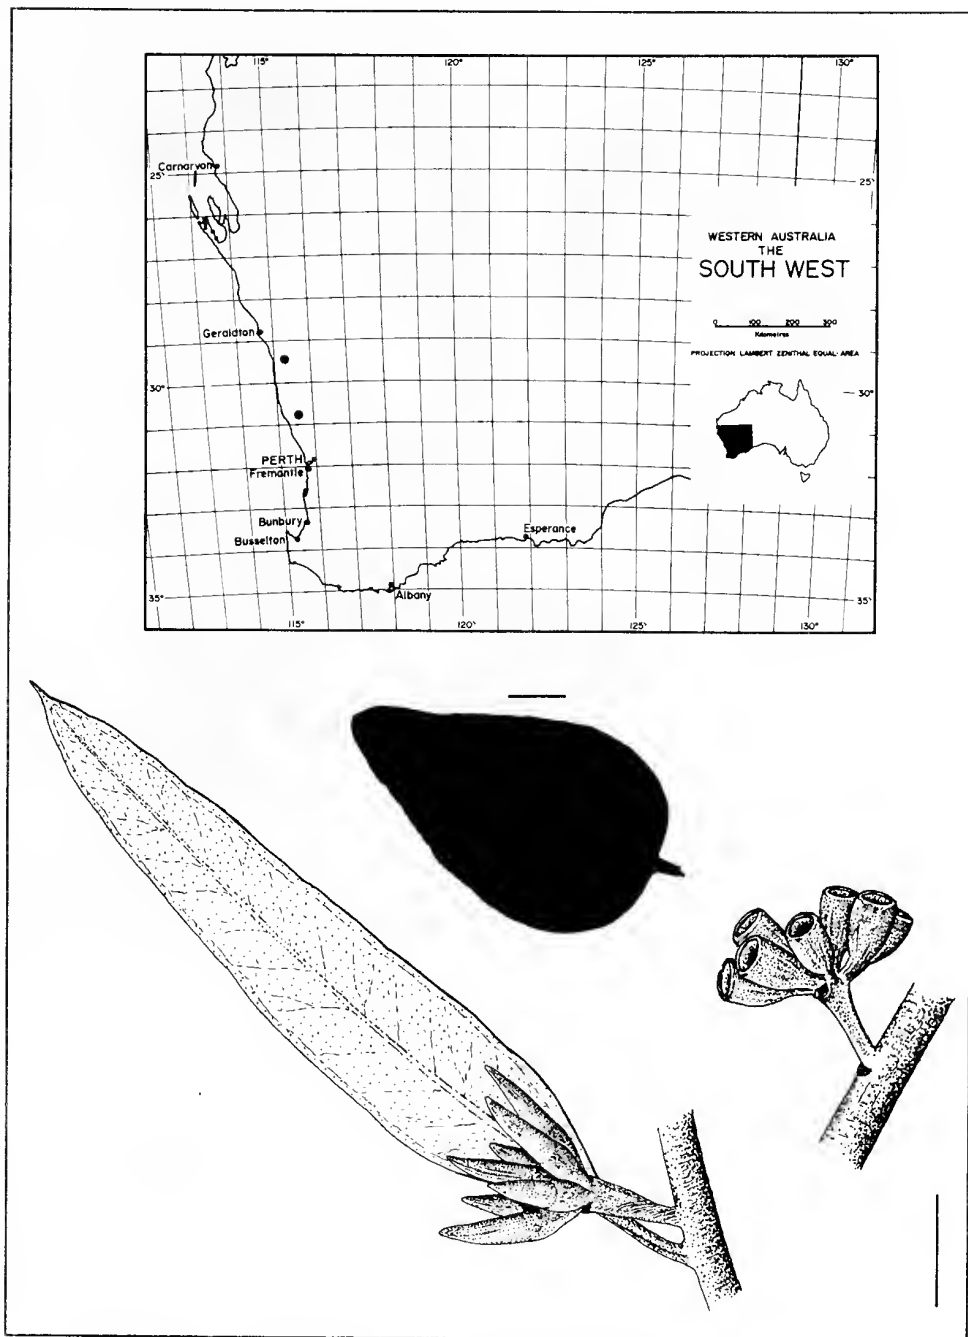 115° 120° 125° 130°
Carnarvon
25° 25°
WESTERN AUSTRALIA
THE
SOUTH WEST
0 100 200 300
Kilometres
PROJECTION LAMBERT ZENITHAL EQUAL-AREA
Geraldton
30° 30°
PERTH
Fremantle
Bunbury
Busselton
Esperance
Albany
35° 35°
115° 120° 125° 130°